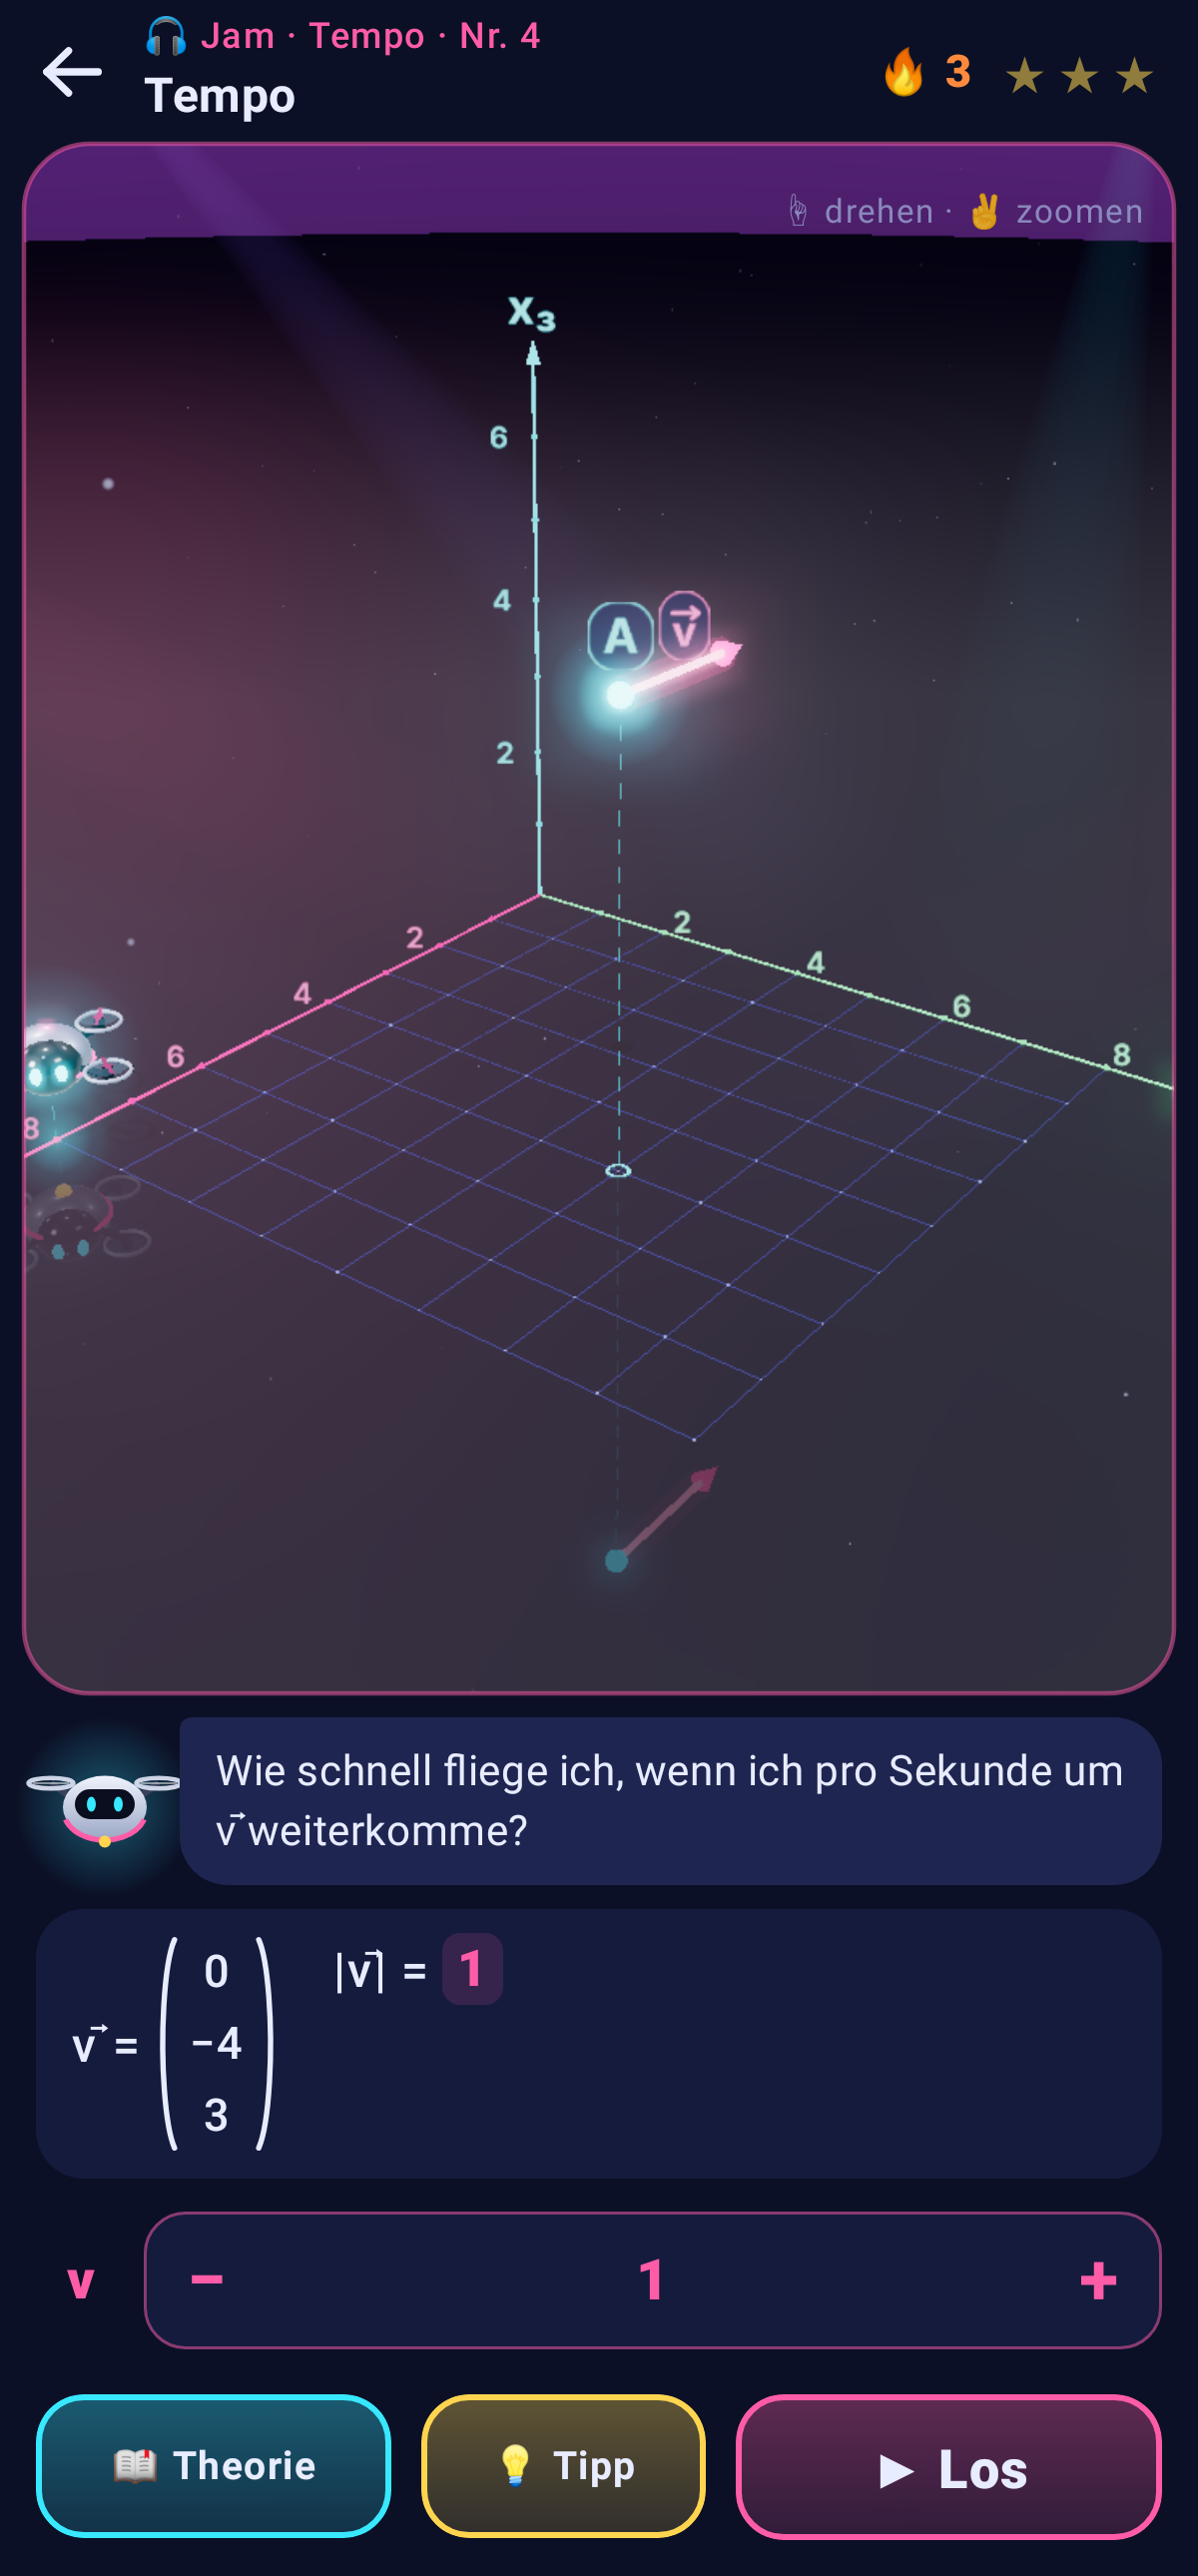 🎧 Jam · Tempo · Nr. 4
Tempo
🔥 3 ★ ★ ★
☝ drehen · ✌ zoomen
x₃
6
4
2
A v⃗
2
4
6
8
2
4
6
8
Wie schnell fliege ich, wenn ich pro Sekunde um
v⃗ weiterkomme?
v⃗ = (0 −4 3) |v⃗| = 1
v − 1 +
📖 Theorie
💡 Tipp
▶ Los